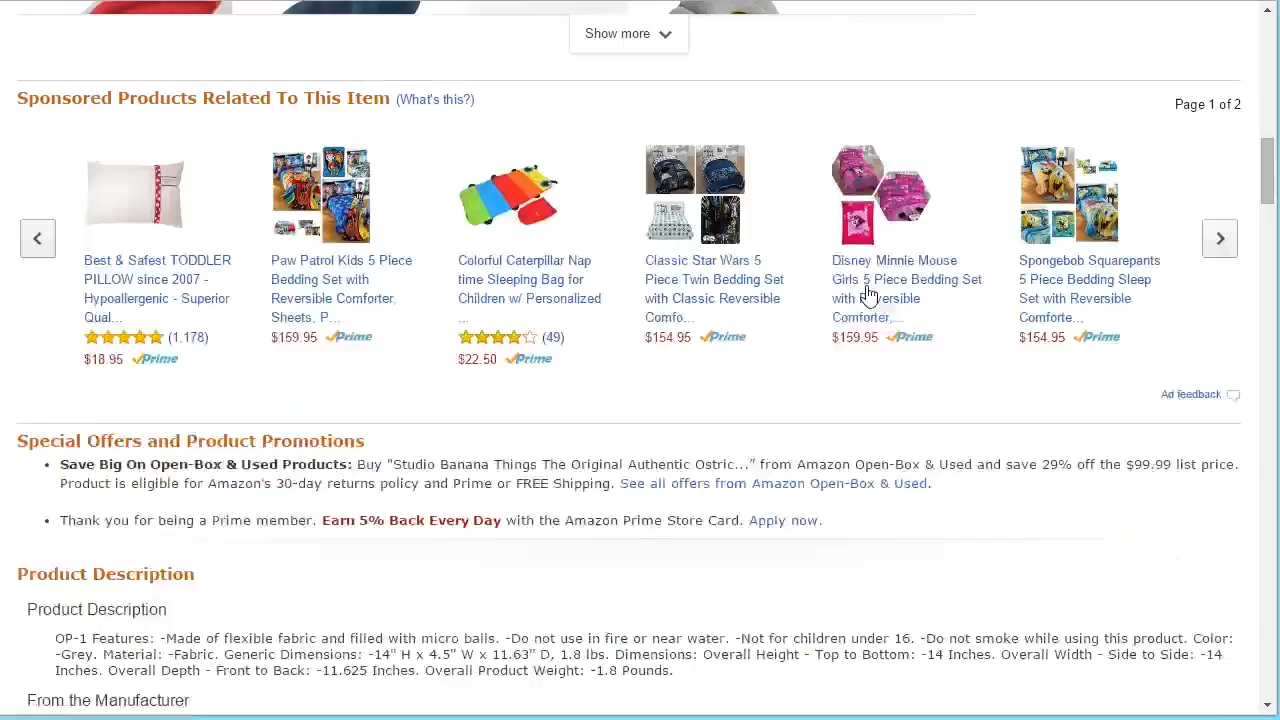 Show more
Sponsored Products Related To This Item (What's this?)
Page 1 of 2
Best & Safest TODDLER
PILLOW since 2007 -
Hypoallergenic - Superior
Qual...
(1,178)
$18.95 Prime
Paw Patrol Kids 5 Piece
Bedding Set with
Reversible Comforter,
Sheets, P...
$159.95 Prime
Colorful Caterpillar Nap
time Sleeping Bag for
Children w/ Personalized
...
(49)
$22.50 Prime
Classic Star Wars 5
Piece Twin Bedding Set
with Classic Reversible
Comfo...
$154.95 Prime
Disney Minnie Mouse
Girls 5 Piece Bedding Set
with Reversible
Comforter,...
$159.95 Prime
Spongebob Squarepants
5 Piece Bedding Sleep
Set with Reversible
Comforte...
$154.95 Prime
Ad feedback
Special Offers and Product Promotions
• Save Big On Open-Box & Used Products: Buy "Studio Banana Things The Original Authentic Ostric..." from Amazon Open-Box & Used and save 29% off the $99.99 list price.
Product is eligible for Amazon's 30-day returns policy and Prime or FREE Shipping. See all offers from Amazon Open-Box & Used.
• Thank you for being a Prime member. Earn 5% Back Every Day with the Amazon Prime Store Card. Apply now.
Product Description
Product Description
OP-1 Features: -Made of flexible fabric and filled with micro balls. -Do not use in fire or near water. -Not for children under 16. -Do not smoke while using this product. Color:
-Grey. Material: -Fabric. Generic Dimensions: -14" H x 4.5" W x 11.63" D, 1.8 lbs. Dimensions: Overall Height - Top to Bottom: -14 Inches. Overall Width - Side to Side: -14
Inches. Overall Depth - Front to Back: -11.625 Inches. Overall Product Weight: -1.8 Pounds.
From the Manufacturer